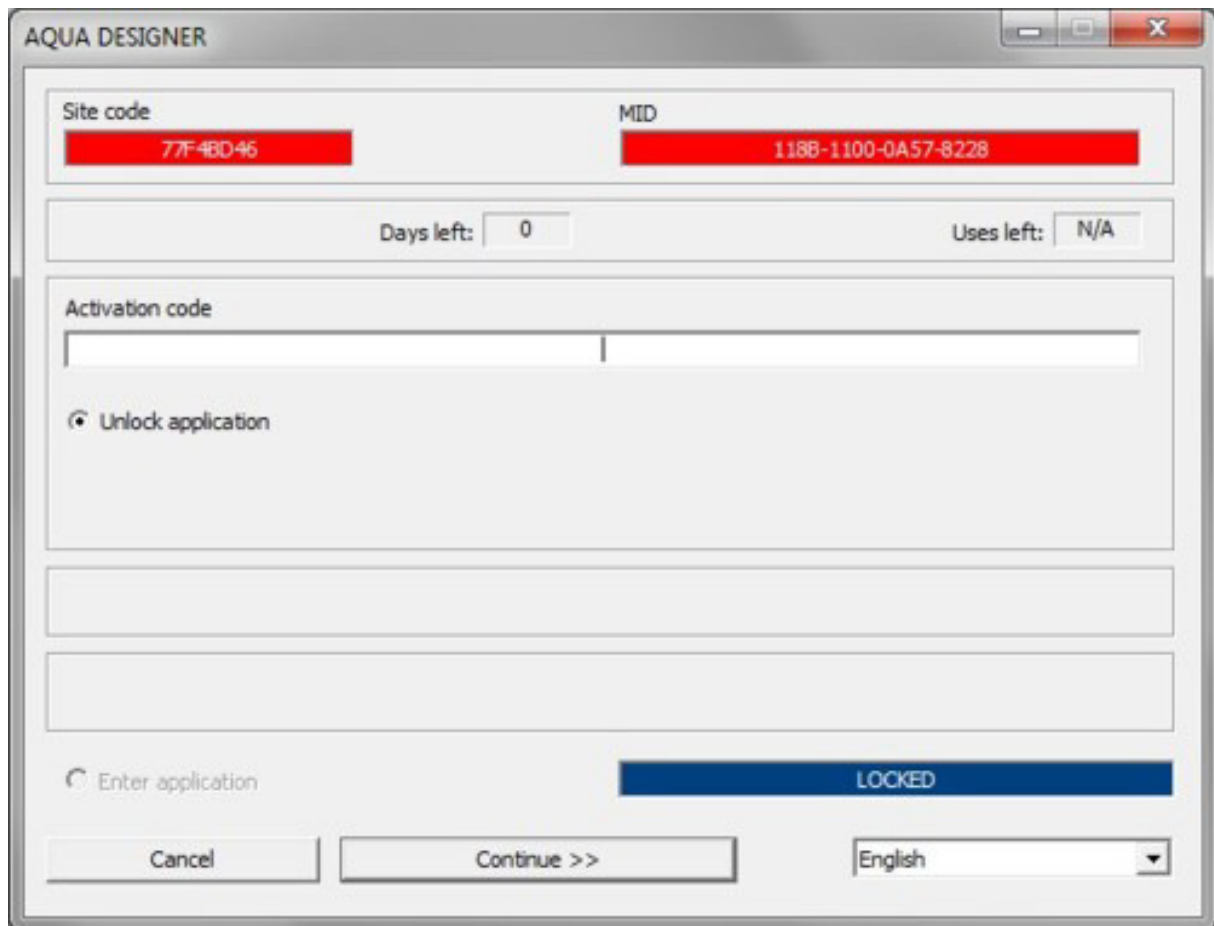 AQUA DESIGNER
Site code
MID
77F4BD46
118B-1100-0A57-8228
Days left: 0
Uses left: N/A
Activation code
Unlock application
Enter application
LOCKED
Cancel
Continue >>
English